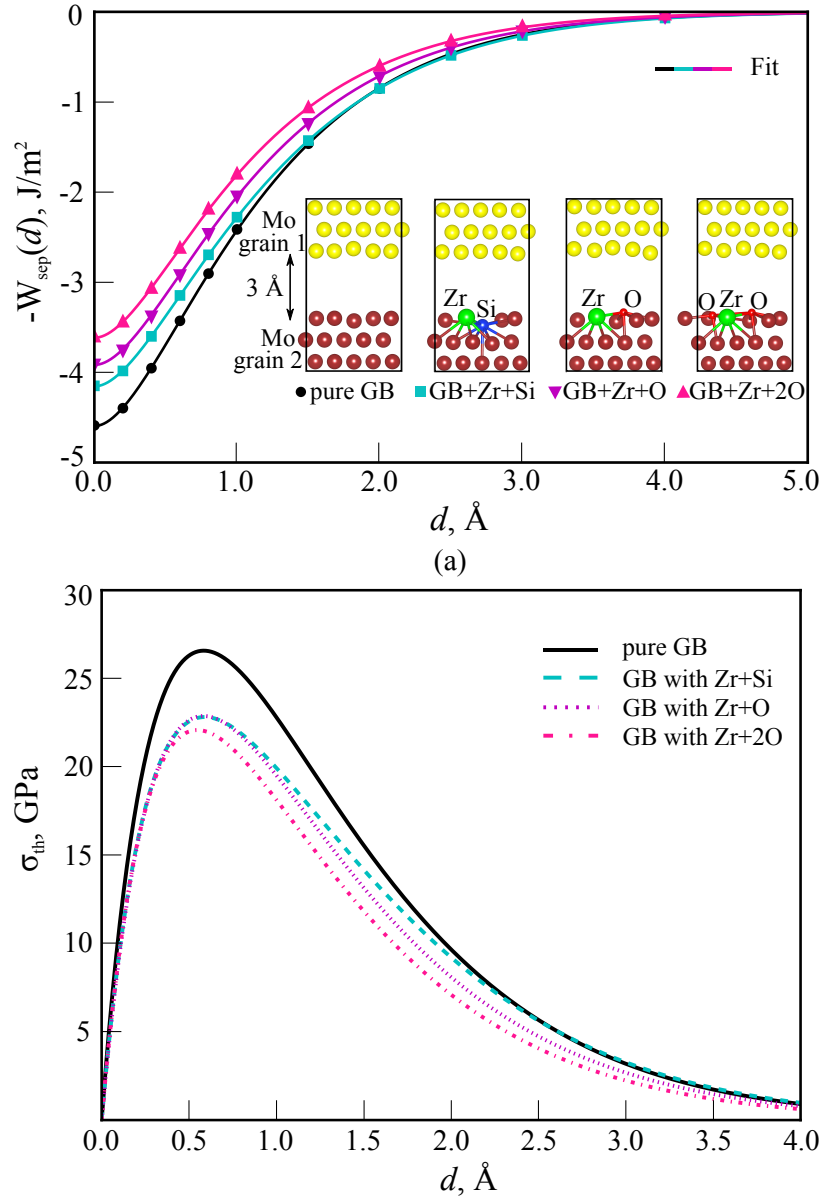 0
-1
-2
-3
-4
-5
-W_sep(d), J/m²
Fit
Mo
grain 1
3 Å
Mo
grain 2
Zr
Si
Zr
O
O
Zr
O
pure GB
GB+Zr+Si
GB+Zr+O
GB+Zr+2O
0.0 1.0 2.0 3.0 4.0 5.0
d, Å
(a)
30
25
20
15
10
5
σ_th, GPa
pure GB
GB with Zr+Si
GB with Zr+O
GB with Zr+2O
0.0 0.5 1.0 1.5 2.0 2.5 3.0 3.5 4.0
d, Å